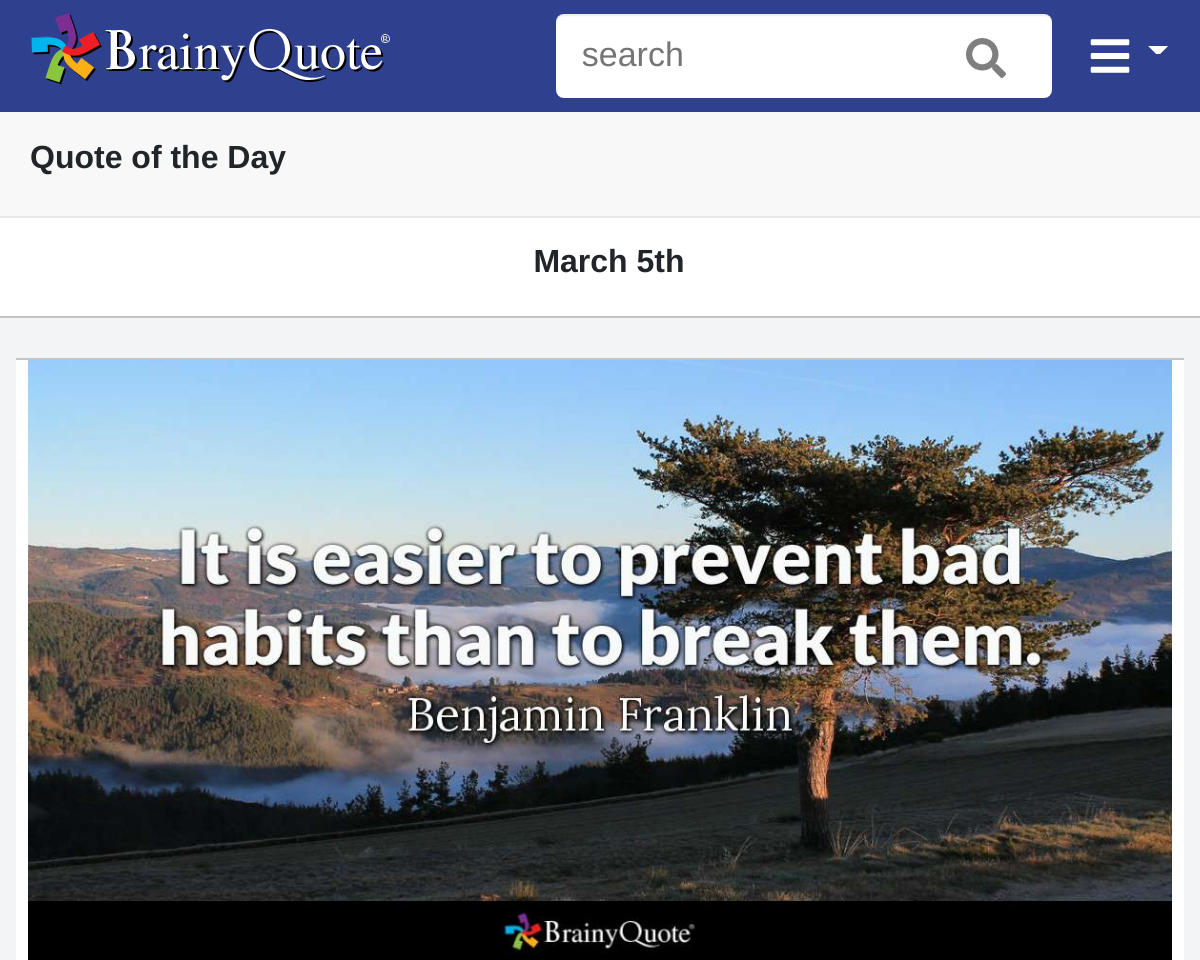 BrainyQuote®
search
Quote of the Day
March 5th
It is easier to prevent bad
habits than to break them.
Benjamin Franklin
BrainyQuote®